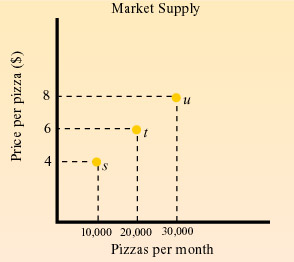 Market Supply
Price per pizza ($)
8
u
6
t
4
s
10,000 20,000 30,000
Pizzas per month